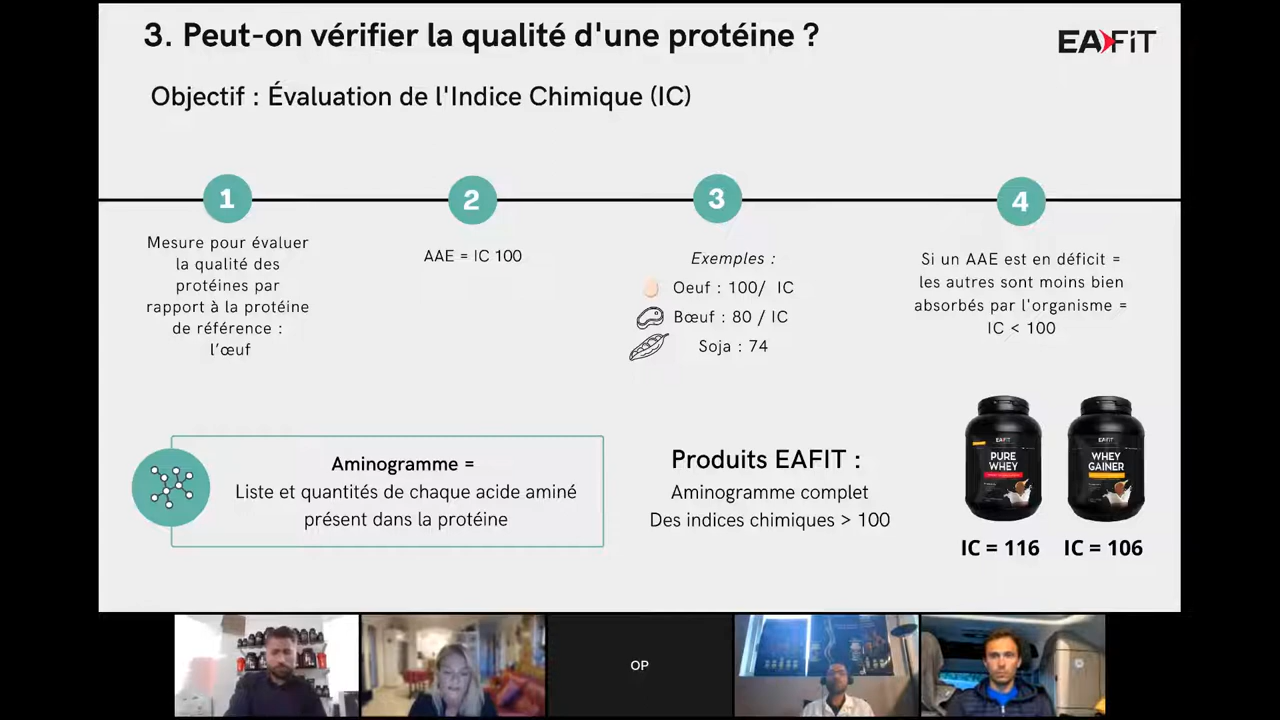 3. Peut-on vérifier la qualité d'une protéine ?
EAFIT
Objectif : Évaluation de l'Indice Chimique (IC)
1
2
3
4
Mesure pour évaluer
la qualité des
protéines par
rapport à la protéine
de référence :
l'œuf
AAE = IC 100
Exemples :
Oeuf : 100/ IC
Bœuf : 80 / IC
Soja : 74
Si un AAE est en déficit =
les autres sont moins bien
absorbés par l'organisme =
IC < 100
Aminogramme =
Liste et quantités de chaque acide aminé
présent dans la protéine
Produits EAFIT :
Aminogramme complet
Des indices chimiques > 100
EAFIT
PURE
WHEY
EAFIT
WHEY
GAINER
IC = 116
IC = 106
OP